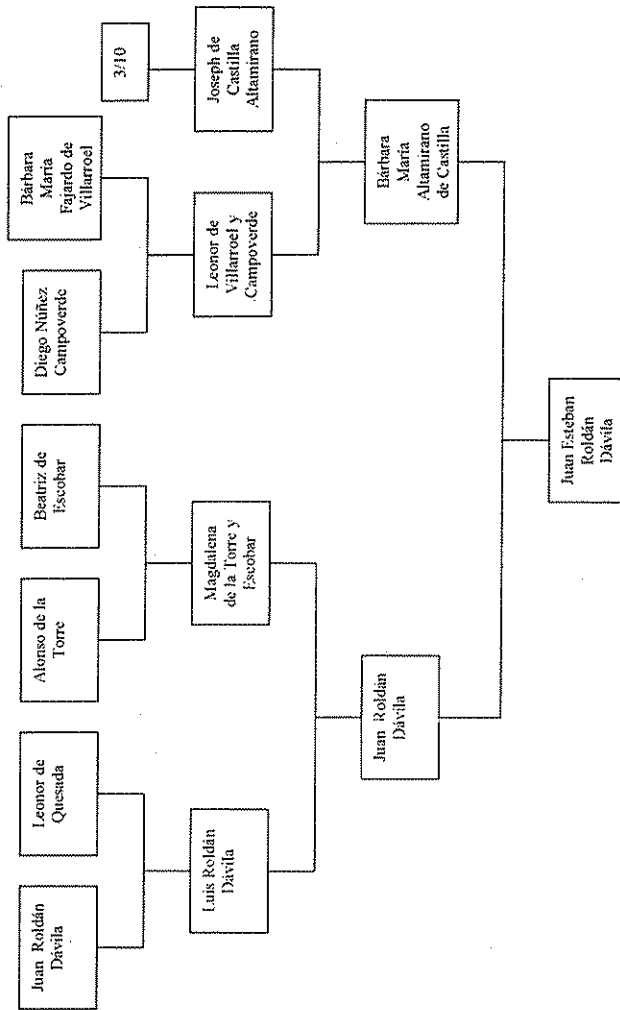 Juan Roldán
Dávila
Leonor de
Quesada
Alonso de la
Torre
Beatriz de
Escobar
Diego Núñez
Campoverde
Bárbara
María
Fajardo de
Villarroel
3/10
Luis Roldán
Dávila
Magdalena
de la Torre y
Escobar
Leonor de
Villarroel y
Campoverde
Joseph de
Castilla
Altamirano
Juan Roldán
Dávila
Bárbara
María
Altamirano
de Castilla
Juan Esteban
Roldán
Dávila